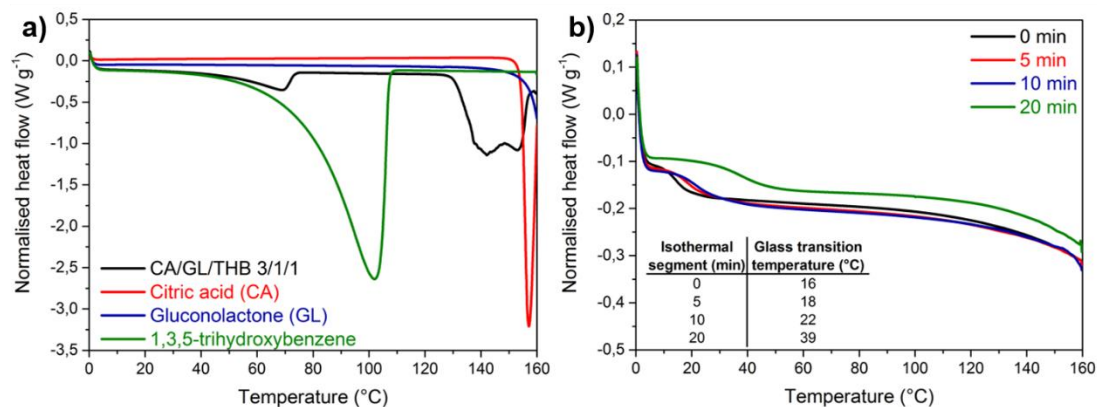 a)
0,5
0,0
-0,5
-1,0
-1,5
-2,0
-2,5
-3,0
-3,5
Normalised heat flow (W g⁻¹)
CA/GL/THB 3/1/1
Citric acid (CA)
Gluconolactone (GL)
1,3,5-trihydroxybenzene
0 20 40 60 80 100 120 140 160
Temperature (°C)
b)
0,2
0,1
0,0
-0,1
-0,2
-0,3
-0,4
-0,5
Normalised heat flow (W g⁻¹)
0 min
5 min
10 min
20 min
Isothermal Glass transition
segment (min) temperature (°C)
0 16
5 18
10 22
20 39
0 20 40 60 80 100 120 140 160
Temperature (°C)